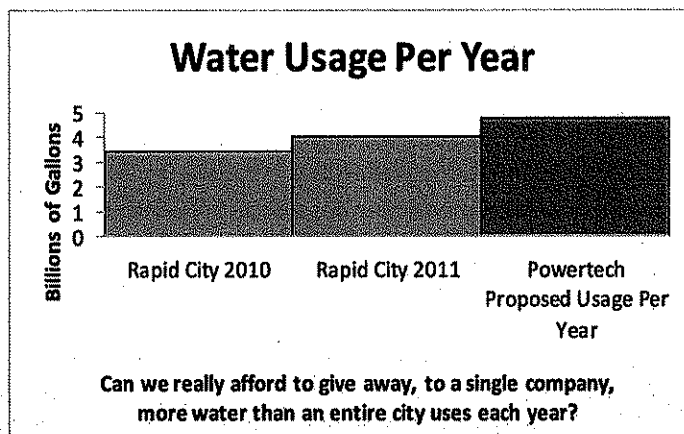 Water Usage Per Year
Billions of Gallons
5
4
3
2
1
0
Rapid City 2010
Rapid City 2011
Powertech
Proposed Usage Per
Year
Can we really afford to give away, to a single company,
more water than an entire city uses each year?